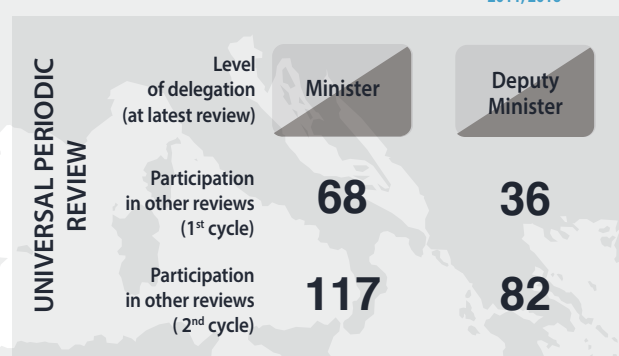 UNIVERSAL PERIODIC
REVIEW
Level
of delegation
(at latest review)
Minister
Deputy
Minister
Participation
in other reviews
(1st cycle)
68
36
Participation
in other reviews
( 2nd cycle)
117
82